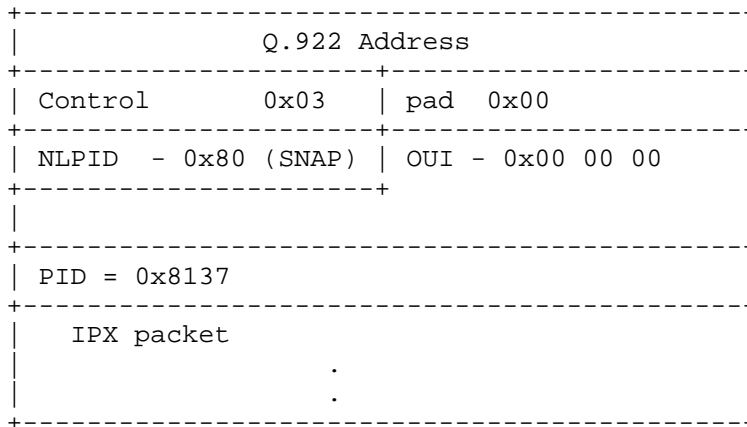 Q.922 Address
Control 0x03 | pad 0x00
NLPID - 0x80 (SNAP) | OUI - 0x00 00 00
PID = 0x8137
IPX packet
.
.